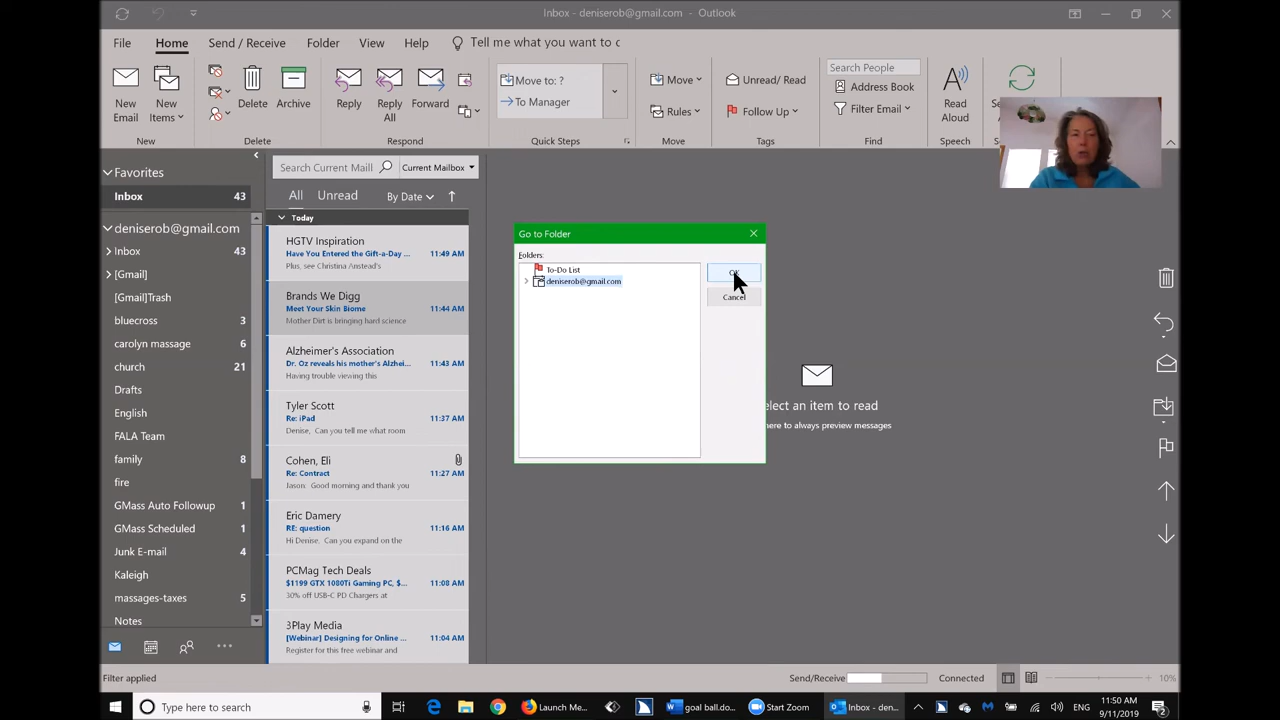 Inbox - deniserob@gmail.com - Outlook
File Home Send / Receive Folder View Help Tell me what you want to c
New Email
New Items
Delete
Archive
Reply
Reply All
Forward
Move to: ?
To Manager
Move
Rules
Unread/ Read
Follow Up
Search People
Address Book
Filter Email
Read Aloud
New Delete Respond Quick Steps Move Tags Find Speech
Favorites
Inbox 43
deniserob@gmail.com
Inbox 43
[Gmail]
[Gmail]Trash
bluecross 3
carolyn massage 6
church 21
Drafts
English
FALA Team
family 8
fire
GMass Auto Followup 1
GMass Scheduled 1
Junk E-mail 4
Kaleigh
massages-taxes 5
Notes
Search Current Mail Current Mailbox
All Unread By Date
Today
HGTV Inspiration
Have You Entered the Gift-a-Day ... 11:49 AM
Plus, see Christina Anstead's
Brands We Digg
Meet Your Skin Biome 11:44 AM
Mother Dirt is bringing hard science
Alzheimer's Association
Dr. Oz reveals his mother's Alzhei... 11:43 AM
Having trouble viewing this
Tyler Scott
Re: iPad 11:37 AM
Denise, Can you tell me what room
Cohen, Eli
Re: Contract 11:27 AM
Jason: Good morning and thank you
Eric Damery
RE: question 11:16 AM
Hi Denise, Can you expand on the
PCMag Tech Deals
$1199 GTX 1080Ti Gaming PC, $... 11:08 AM
30% off USB-C PD Chargers at
3Play Media
[Webinar] Designing for Online ... 11:04 AM
Register for this free webinar and
Go to Folder
Folders:
To-Do List
deniserob@gmail.com
OK
Cancel
elect an item to read
here to always preview messages
Filter applied Send/Receive Connected 10%
Type here to search
Launch Me...
goal ball.do...
Start Zoom
Inbox - den...
11:50 AM
9/11/2019
2